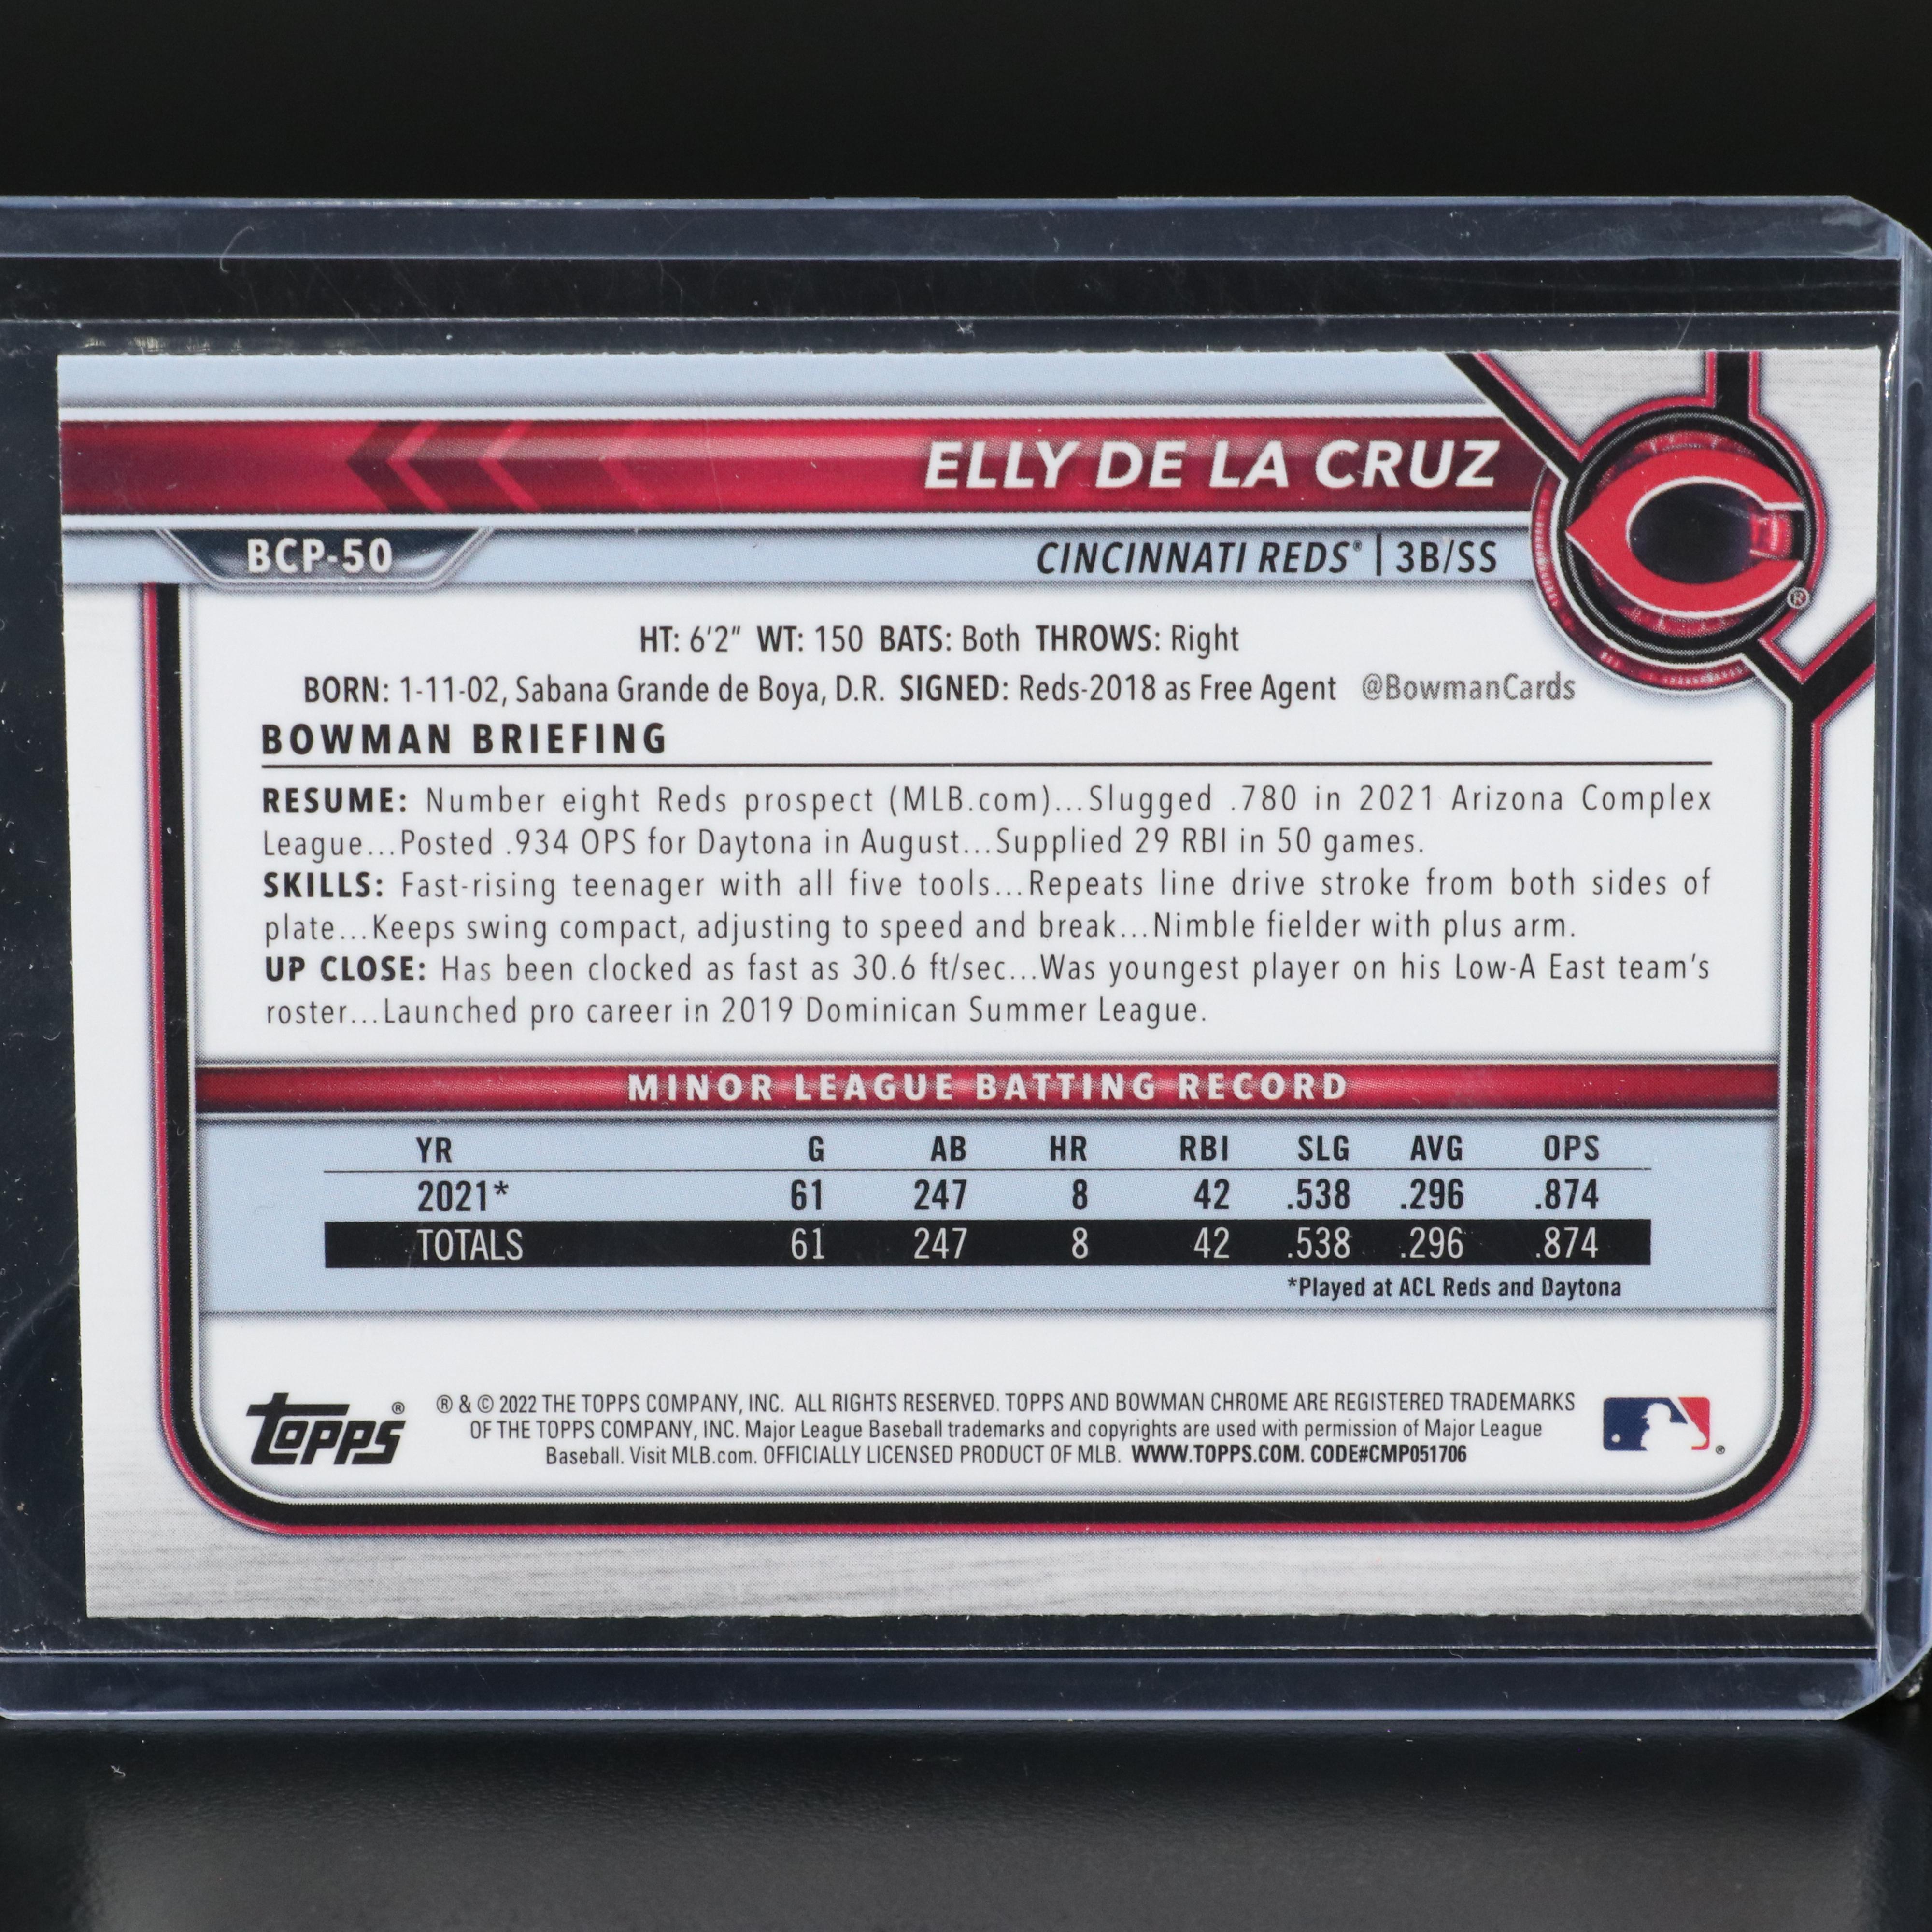 ELLY DE LA CRUZ
BCP-50
CINCINNATI REDS® | 3B/SS
®
HT: 6'2" WT: 150 BATS: Both THROWS: Right
BORN: 1-11-02, Sabana Grande de Boya, D.R. SIGNED: Reds-2018 as Free Agent @BowmanCards
BOWMAN BRIEFING
RESUME: Number eight Reds prospect (MLB.com)...Slugged .780 in 2021 Arizona Complex
League...Posted .934 OPS for Daytona in August...Supplied 29 RBI in 50 games.
SKILLS: Fast-rising teenager with all five tools...Repeats line drive stroke from both sides of
plate...Keeps swing compact, adjusting to speed and break...Nimble fielder with plus arm.
UP CLOSE: Has been clocked as fast as 30.6 ft/sec...Was youngest player on his Low-A East team's
roster...Launched pro career in 2019 Dominican Summer League.
MINOR LEAGUE BATTING RECORD
YR G AB HR RBI SLG AVG OPS
2021* 61 247 8 42 .538 .296 .874
TOTALS 61 247 8 42 .538 .296 .874
*Played at ACL Reds and Daytona
Topps®
® & © 2022 THE TOPPS COMPANY, INC. ALL RIGHTS RESERVED. TOPPS AND BOWMAN CHROME ARE REGISTERED TRADEMARKS
OF THE TOPPS COMPANY, INC. Major League Baseball trademarks and copyrights are used with permission of Major League
Baseball. Visit MLB.com. OFFICIALLY LICENSED PRODUCT OF MLB. WWW.TOPPS.COM. CODE#CMP051706